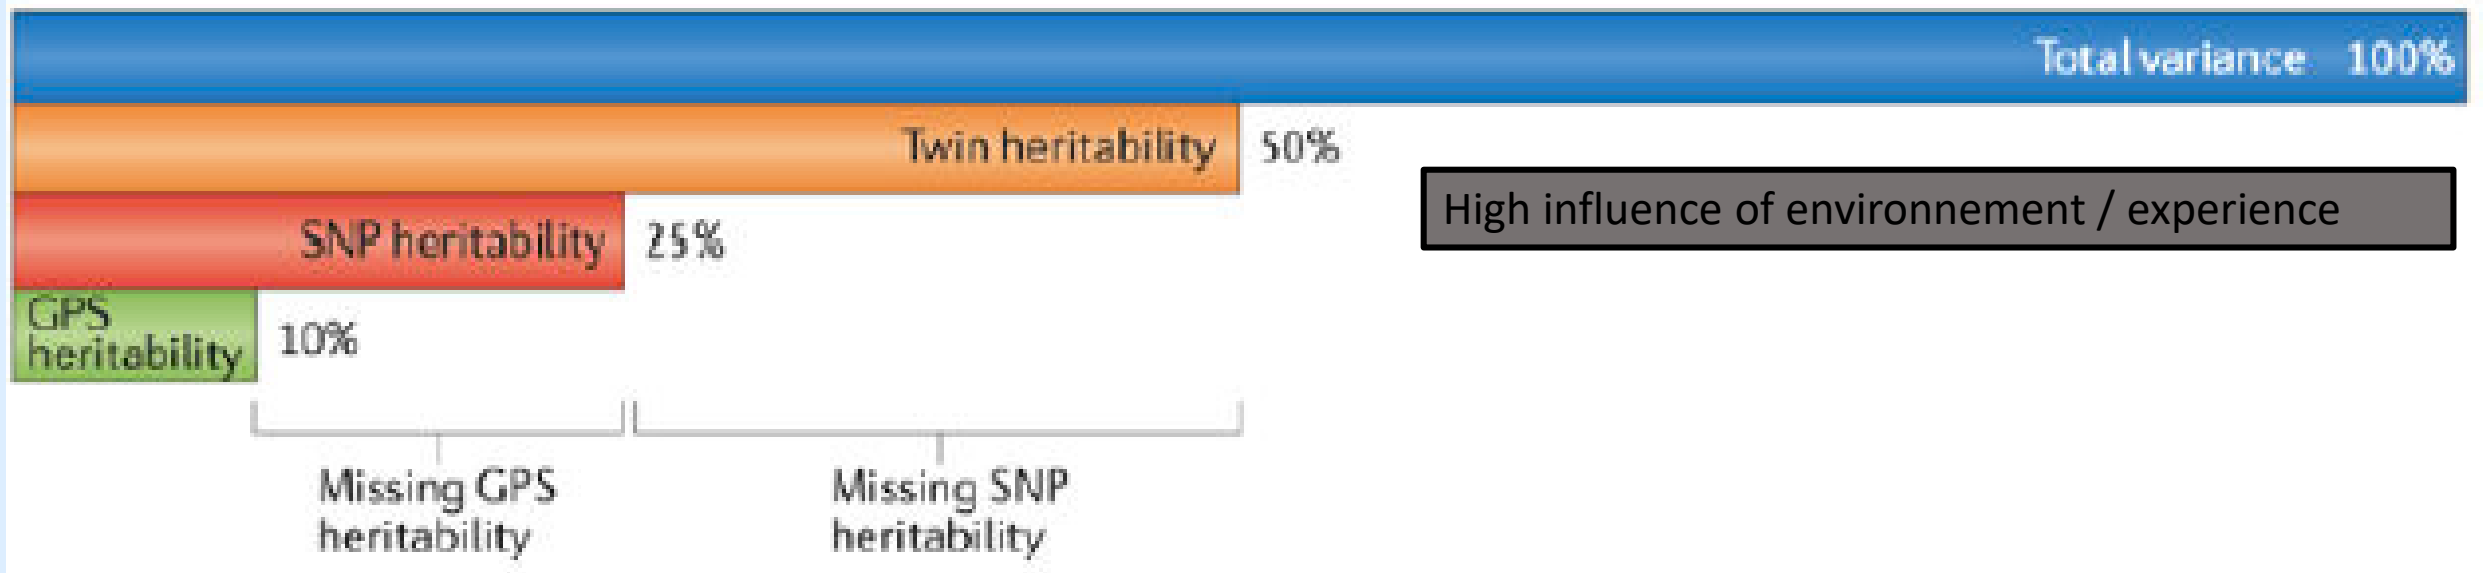 Total variance 100%
Twin heritability 50%
High influence of environnement / experience
SNP heritability 25%
GPS
heritability
10%
Missing GPS
heritability
Missing SNP
heritability